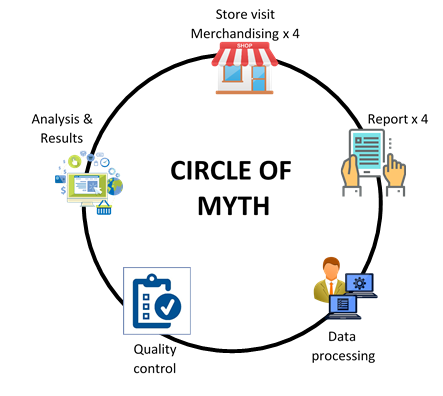 Store visit
Merchandising x 4
SHOP
Report x 4
Analysis &
Results
CIRCLE OF
MYTH
Data
processing
Quality
control